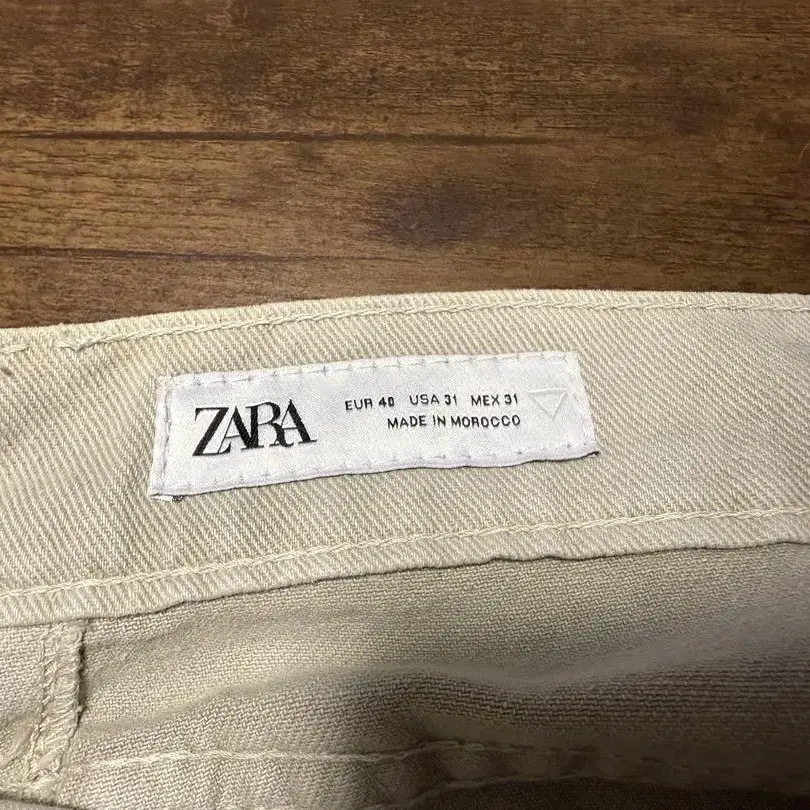 ZARA
EUR 40 USA 31 MEX 31
MADE IN MOROCCO